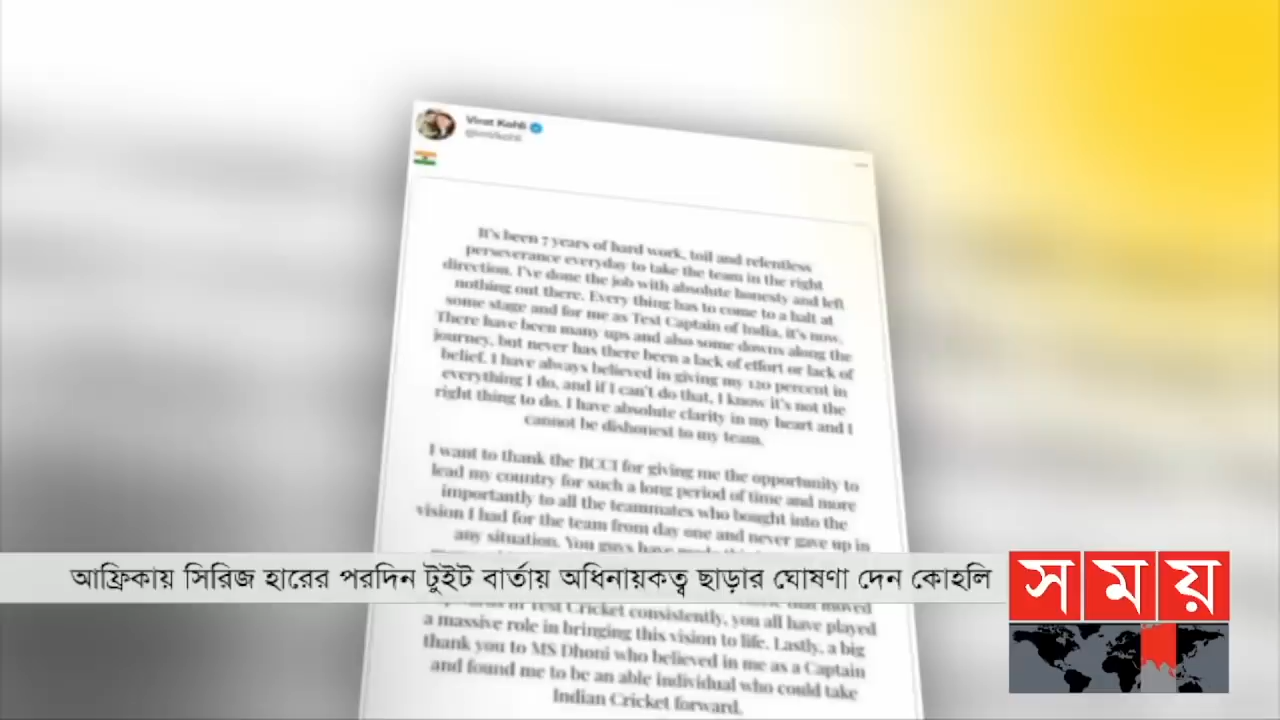 Virat Kohli
@imVkohli
It's been 7 years of hard work, toil and relentless
perseverance everyday to take the team in the right
direction. I've done the job with absolute honesty and left
nothing out there. Every thing has to come to a halt at
some stage and for me as Test Captain of India, it's now.
There have been many ups and also some downs along the
journey, but never has there been a lack of effort or lack of
belief. I have always believed in giving my 120 percent in
everything I do, and if I can't do that, I know it's not the
right thing to do. I have absolute clarity in my heart and I
cannot be dishonest to my team.
I want to thank the BCCI for giving me the opportunity to
lead my country for such a long period of time and more
importantly to all the teammates who bought into the
vision I had for the team from day one and never gave up in
any situation. You guys have
আফ্রিকায় সিরিজ হারের পরদিন টুইট বার্তায় অধিনায়কত্ব ছাড়ার ঘোষণা দেন কোহলি
সময়
that moved
in Test Cricket consistently, you all have played
a massive role in bringing this vision to life. Lastly, a big
thank you to MS Dhoni who believed in me as a Captain
and found me to be an able individual who could take
Indian Cricket forward.